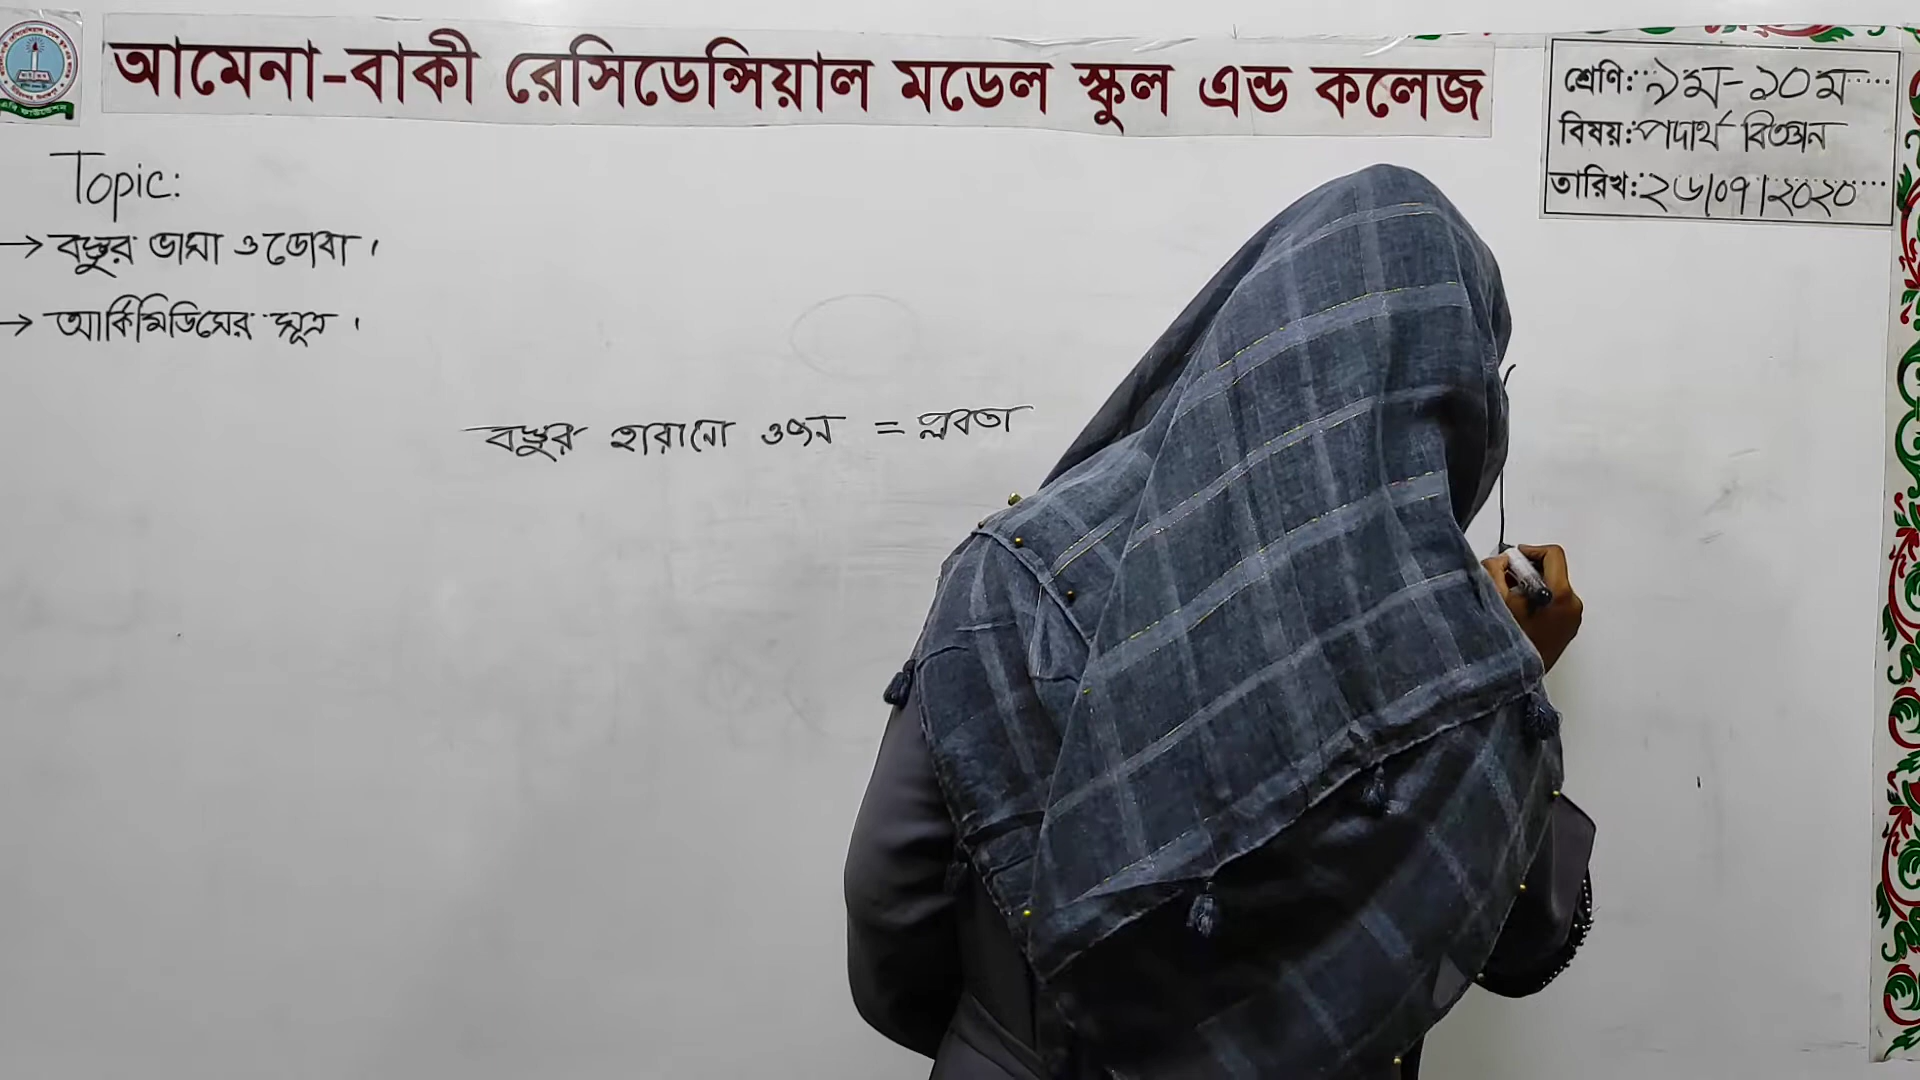 আমেনা-বাকী রেসিডেন্সিয়াল মডেল স্কুল এন্ড কলেজ
শ্রেণি: ৯ম-১০ম
বিষয়: পদার্থ বিজ্ঞান
তারিখ: ২৬/০৭/২০২০
Topic:
→ বস্তুর ভাসা ও ডোবা।
→ আর্কিমিডিসের সূত্র।
বস্তুর হারানো ওজন = প্লবতা